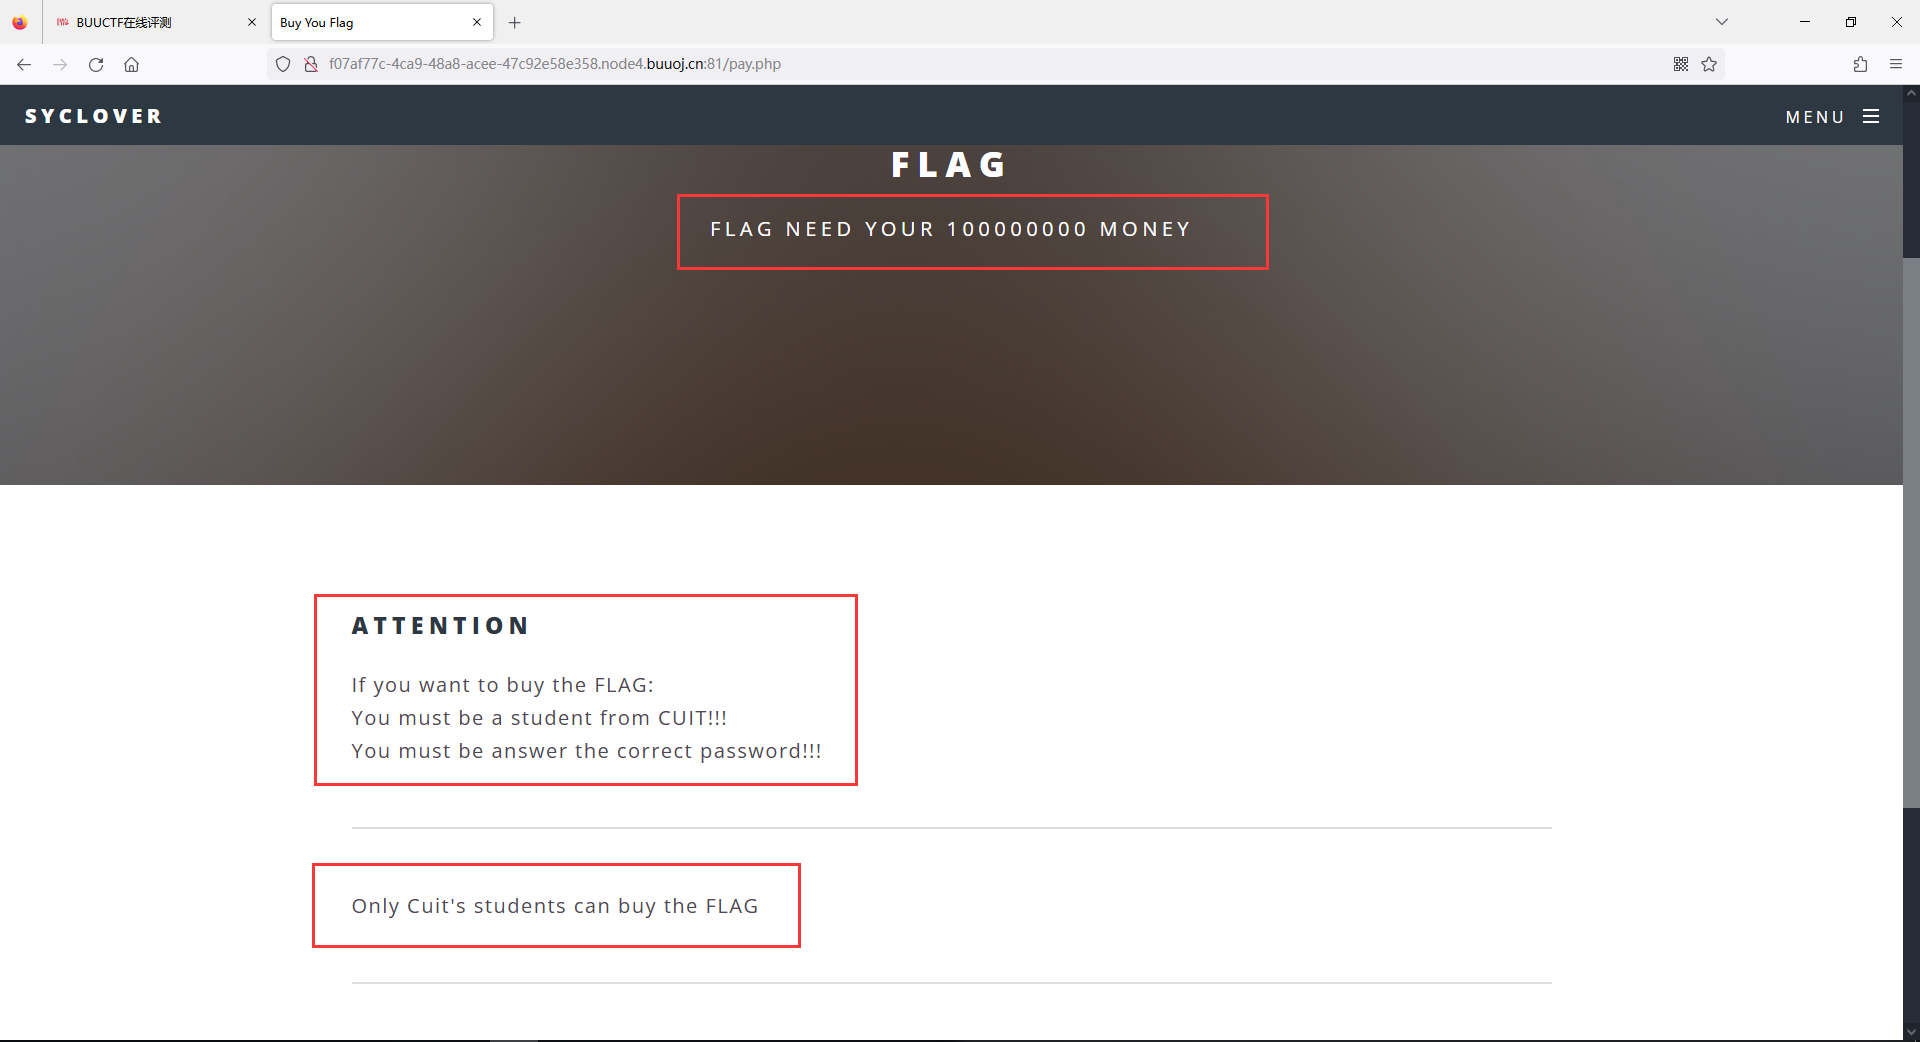 BUUCTF在线评测
Buy You Flag
f07af77c-4ca9-48a8-acee-47c92e58e358.node4.buuoj.cn:81/pay.php
SYCLOVER
MENU
FLAG
FLAG NEED YOUR 100000000 MONEY
ATTENTION
If you want to buy the FLAG:
You must be a student from CUIT!!!
You must be answer the correct password!!!
Only Cuit's students can buy the FLAG